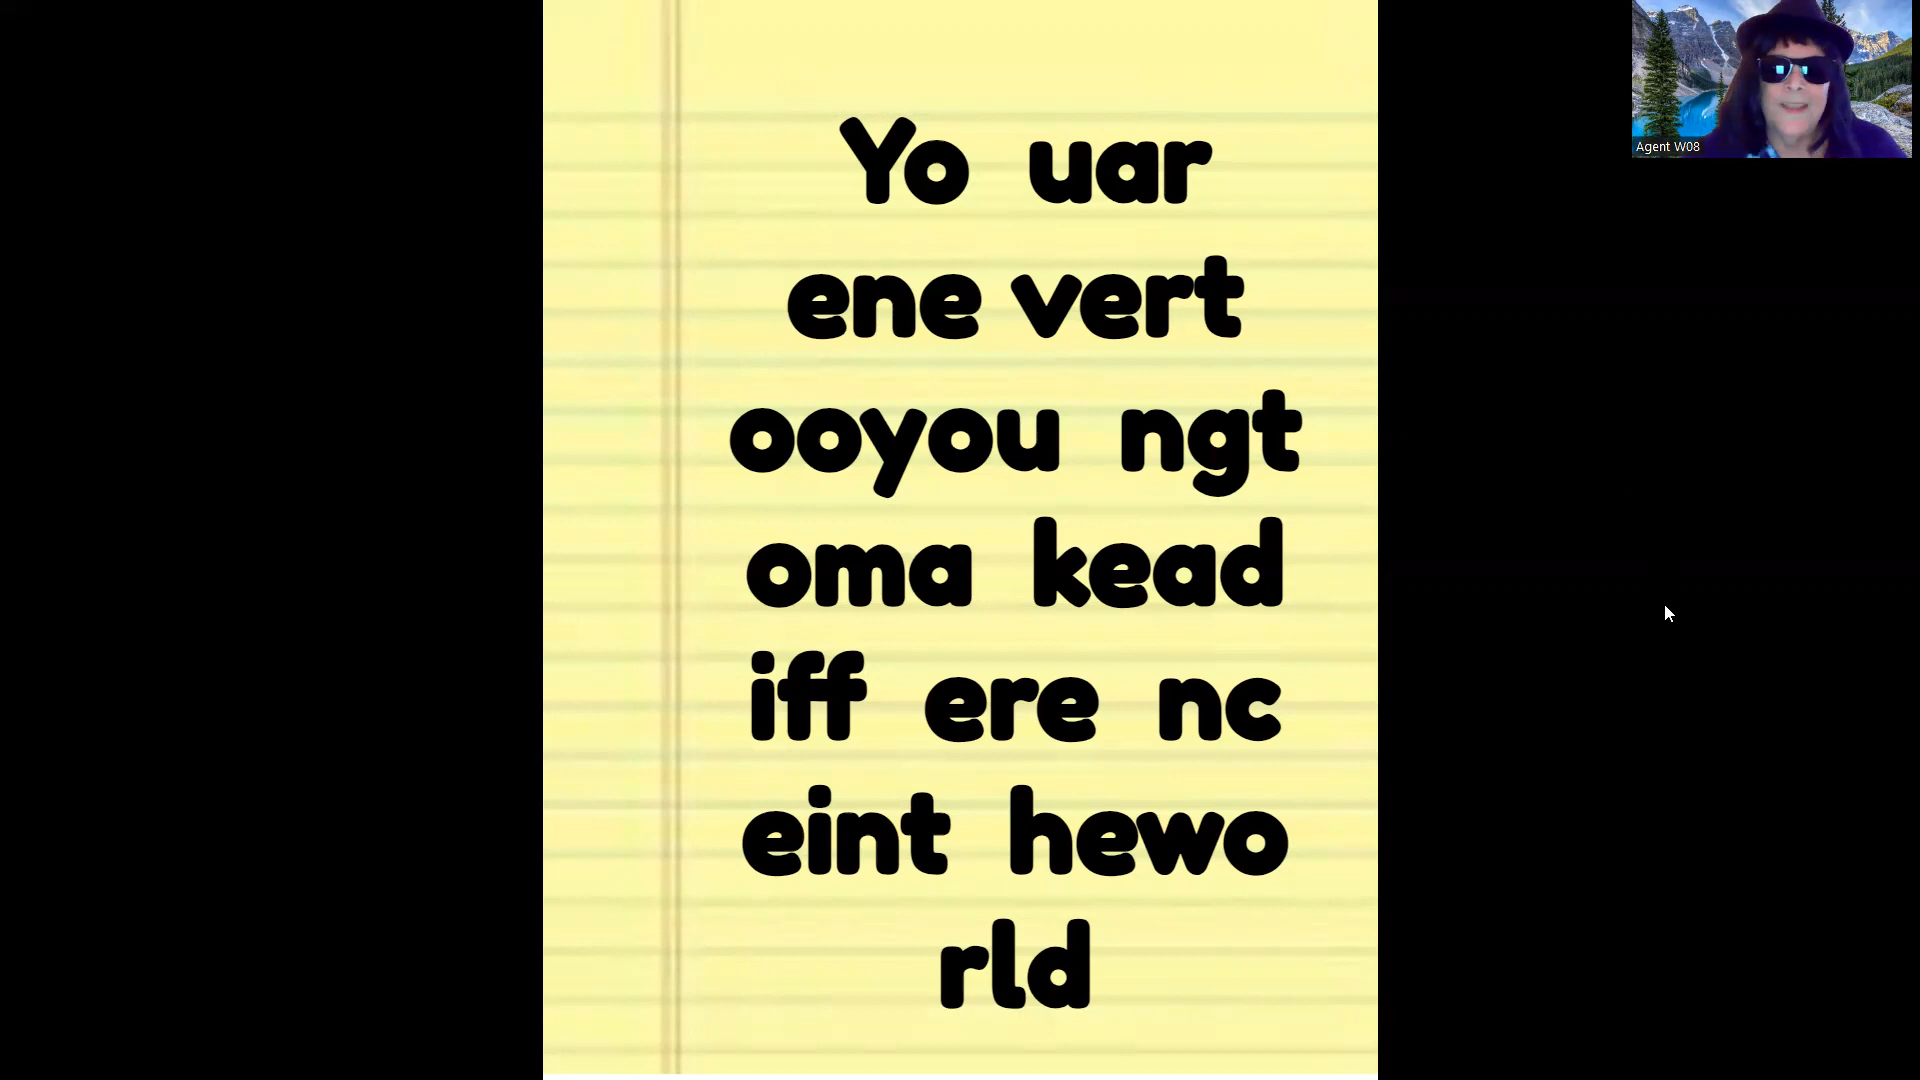 Yo uar
ene vert
ooyou ngt
oma kead
iff ere nc
eint hewo
rld
Agent W08